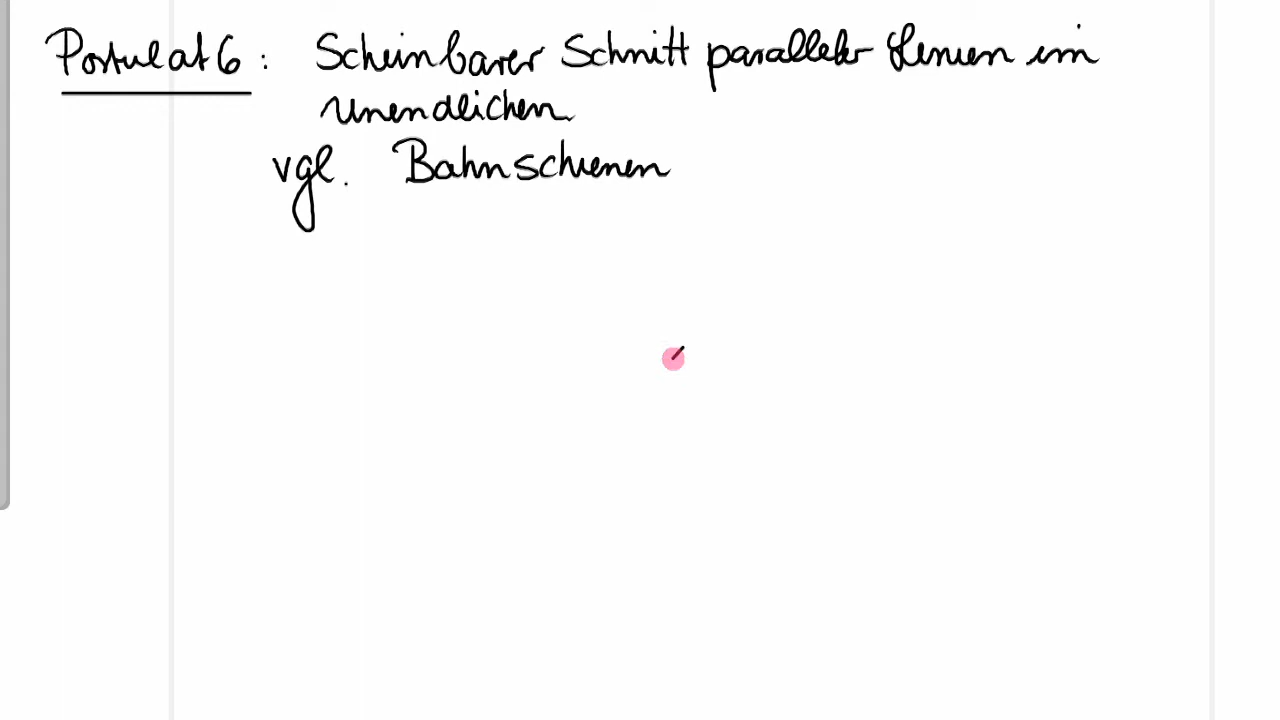 Postulat 6: Scheinbarer Schnitt paralleler Linien im
Unendlichen
vgl. Bahnschienen